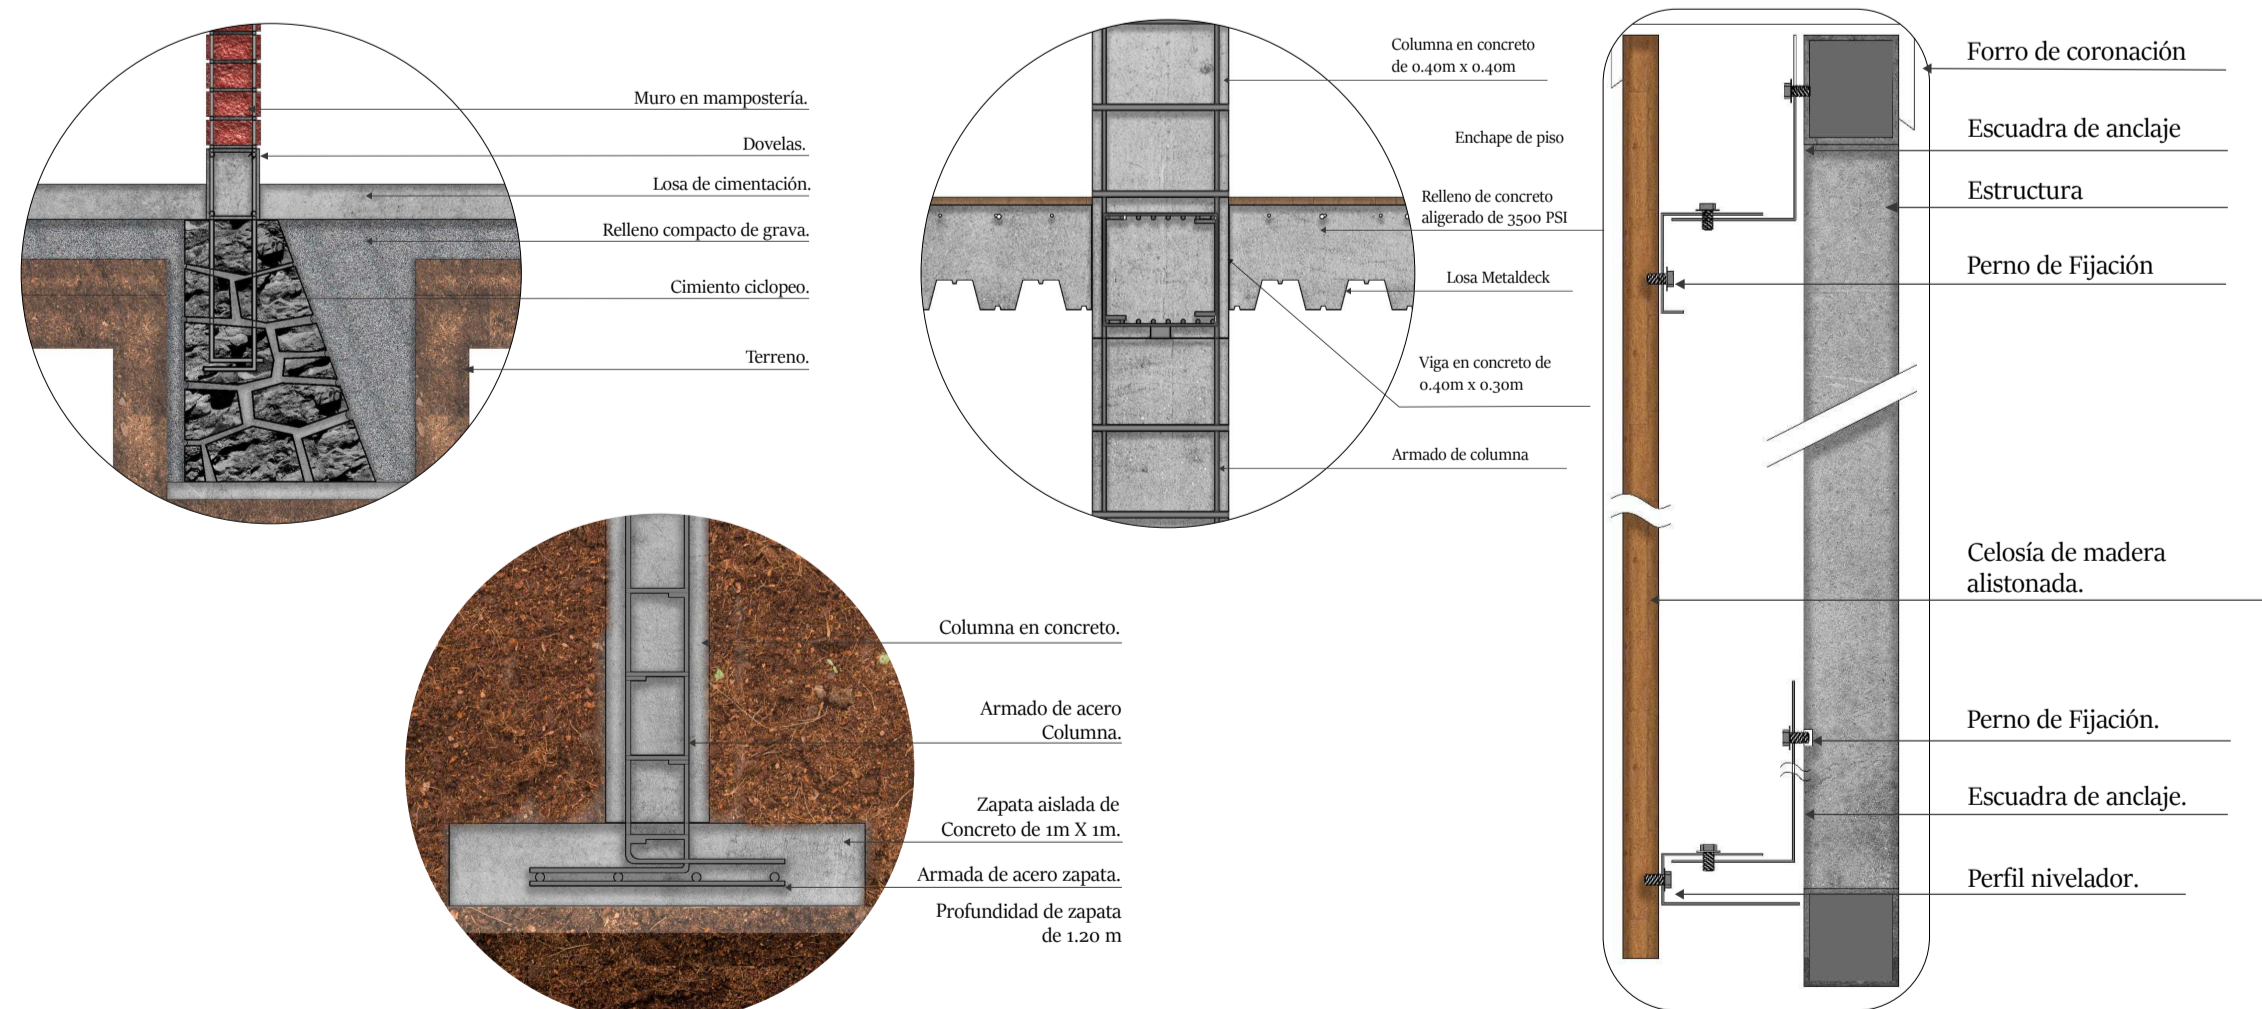 Muro en mampostería.
Dovelas.
Losa de cimentación.
Relleno compacto de grava.
Cimiento ciclopeo.
Terreno.
Columna en concreto
de 0.40m x 0.40m
Enchape de piso
Relleno de concreto
aligerado de 3500 PSI
Losa Metaldeck
Viga en concreto de
0.40m x 0.30m
Armado de columna
Columna en concreto.
Armado de acero
Columna.
Zapata aislada de
Concreto de 1m X 1m.
Armada de acero zapata.
Profundidad de zapata
de 1.20 m
Forro de coronación
Escuadra de anclaje
Estructura
Perno de Fijación
Celosía de madera
alistonada.
Perno de Fijación.
Escuadra de anclaje.
Perfil nivelador.